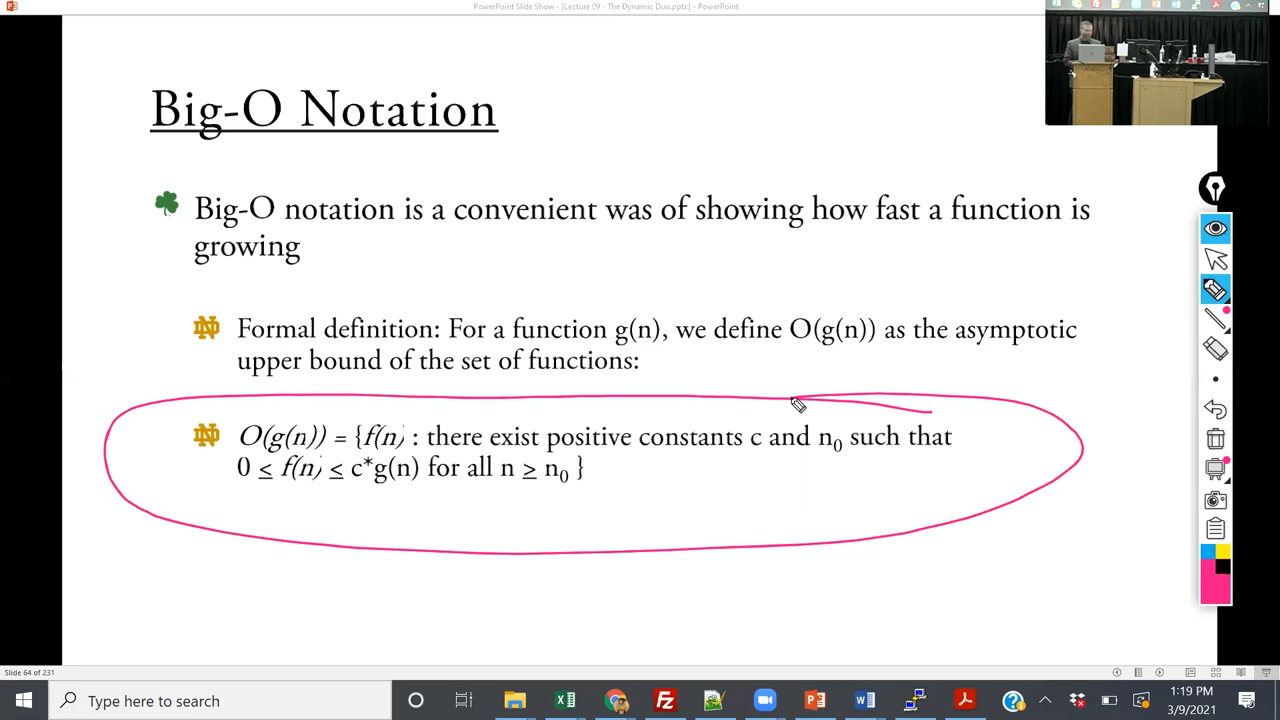 PowerPoint Slide Show - [Lecture 09 - The Dynamic Duo.pptx] - PowerPoint
Big-O Notation
Big-O notation is a convenient was of showing how fast a function is
growing
Formal definition: For a function g(n), we define O(g(n)) as the asymptotic
upper bound of the set of functions:
O(g(n)) = {f(n) : there exist positive constants c and n₀ such that
0 ≤ f(n) ≤ c*g(n) for all n ≥ n₀ }
Slide 64 of 231
Type here to search
1:19 PM
3/9/2021